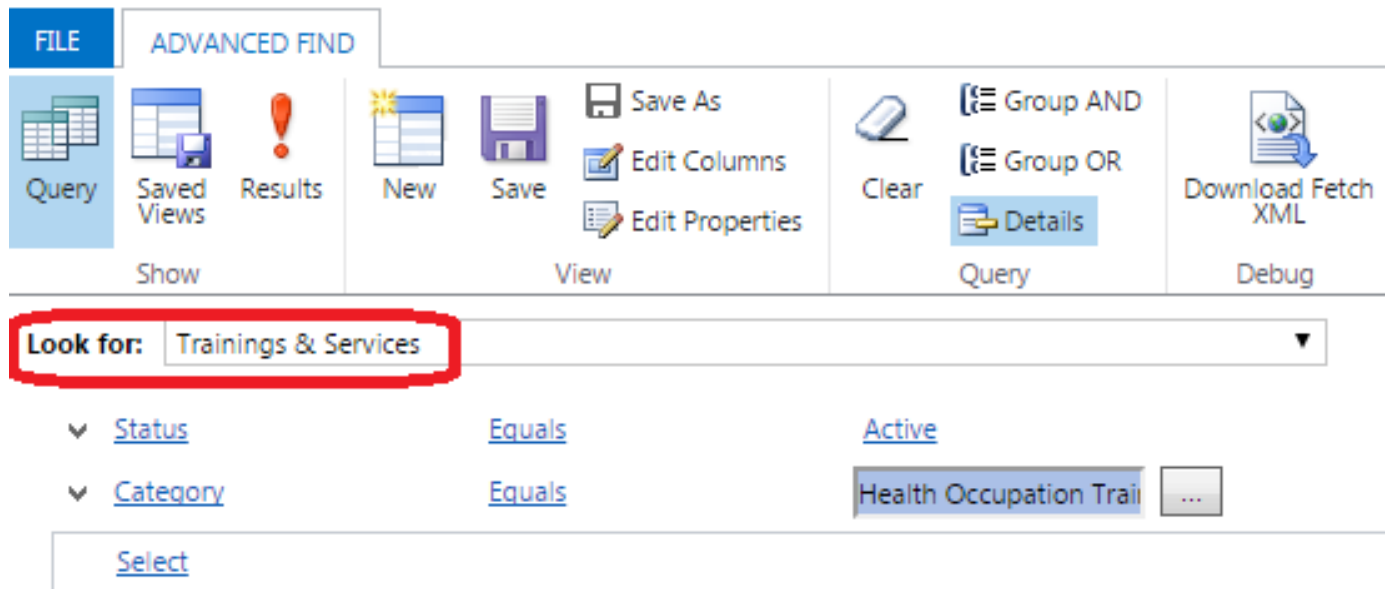 FILE
ADVANCED FIND
Query
Saved Views
Results
Show
New
Save
Save As
Edit Columns
Edit Properties
View
Clear
Group AND
Group OR
Details
Query
Download Fetch XML
Debug
Look for: Trainings & Services
Status Equals Active
Category Equals Health Occupation Trai ...
Select